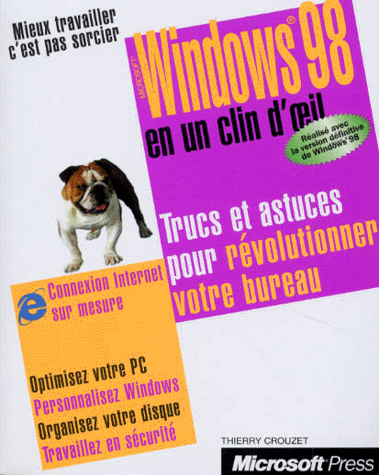 Mieux travailler
c'est pas sorcier
MICROSOFT
Windows® 98
en un clin d'œil
Réalisé avec
la version définitive
de Windows® 98
Trucs et astuces
pour révolutionner
votre bureau
Connexion Internet
sur mesure
Optimisez votre PC
Personnalisez Windows
Organisez votre disque
Travaillez en sécurité
THIERRY CROUZET
Microsoft Press